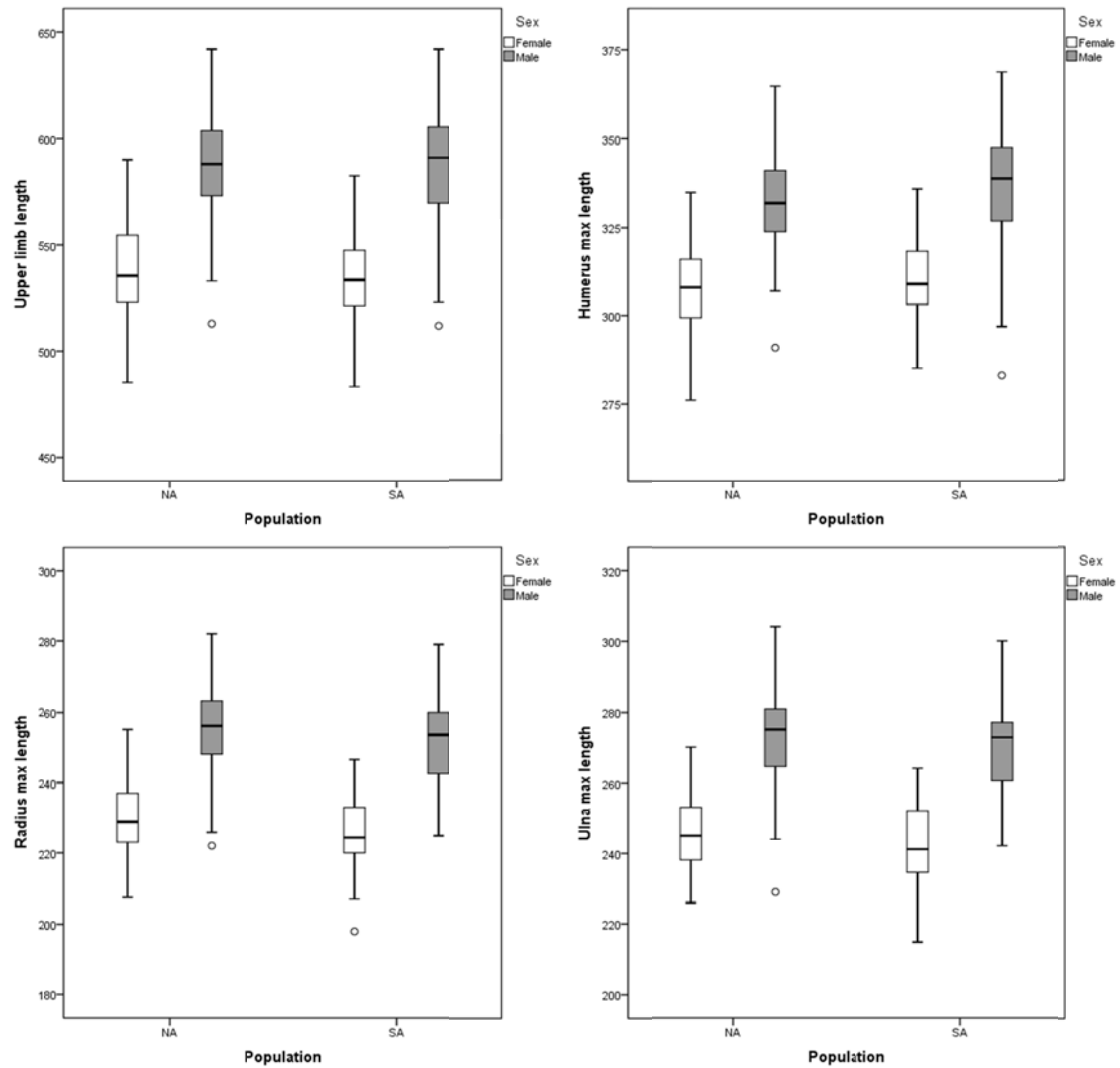 Sex
Female
Male
650
600
550
500
450
Upper limb length
NA
SA
Population
Sex
Female
Male
375
350
325
300
275
Humerus max length
NA
SA
Population
Sex
Female
Male
300
280
260
240
220
200
180
Radius max length
NA
SA
Population
Sex
Female
Male
320
300
280
260
240
220
200
Ulna max length
NA
SA
Population